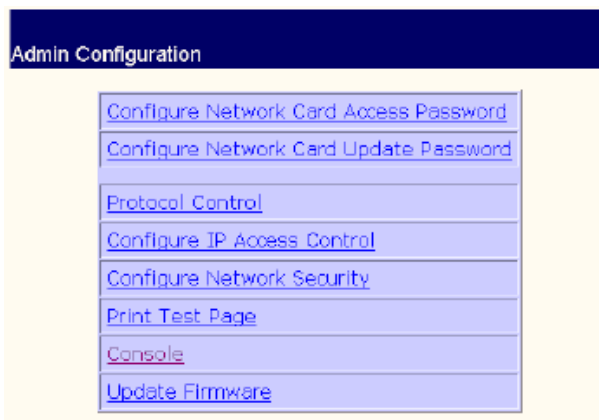 Admin Configuration
Configure Network Card Access Password
Configure Network Card Update Password
Protocol Control
Configure IP Access Control
Configure Network Security
Print Test Page
Console
Update Firmware